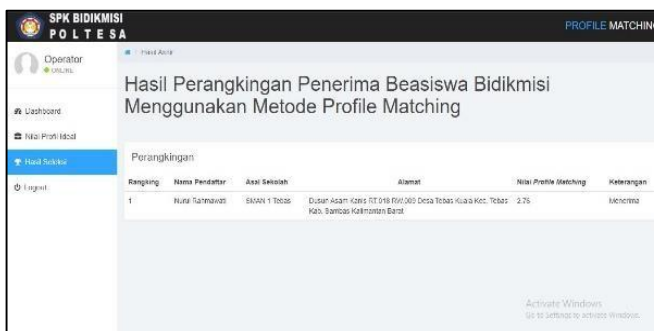 SPK BIDIKMISI
POLTESA
PROFILE MATCHING
Operator
ONLINE
Hasil Akhir
Hasil Perangkingan Penerima Beasiswa Bidikmisi
Menggunakan Metode Profile Matching
Dashboard
Nilai Profil Ideal
Hasil Seleksi
Logout
Perangkingan
Rangking Nama Pendaftar Asal Sekolah Alamat Nilai Profile Matching Keterangan
1 Nurul Rahmawati SMAN 1 Tebas Dusun Asam Kanis RT.018 RW.009 Desa Tebas Kuala Kec. Tebas 2.75 Menerima
Kab. Sambas Kalimantan Barat
Activate Windows
Go to Settings to activate Windows.